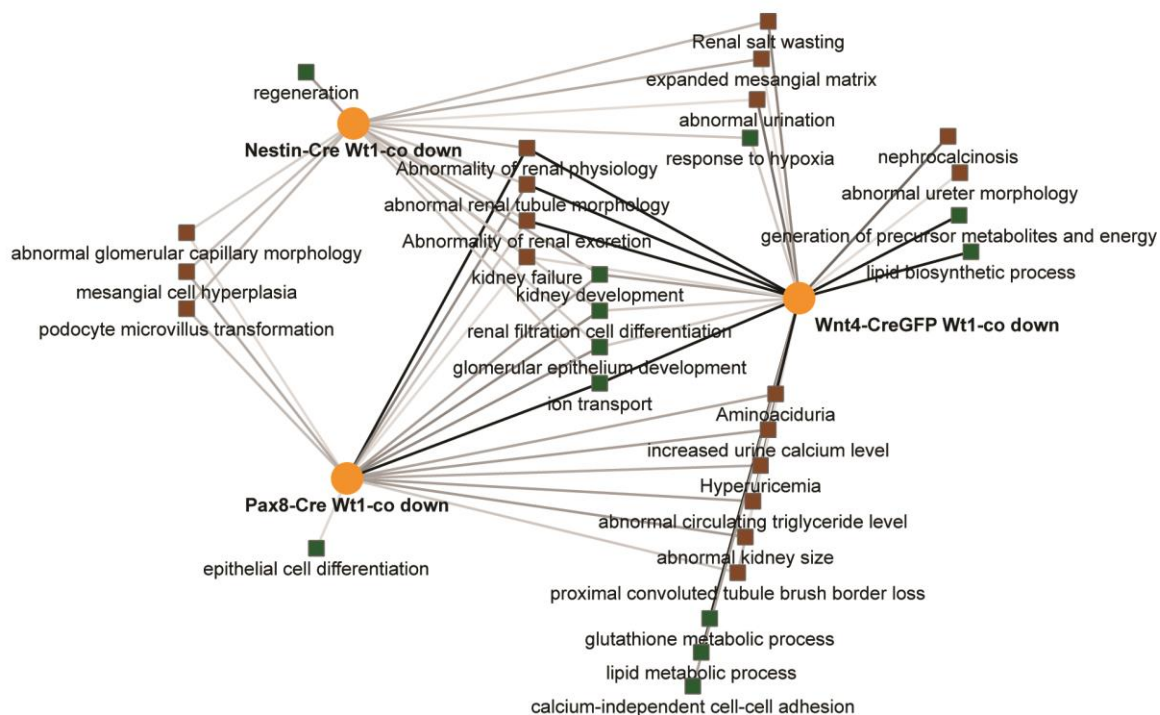 Renal salt wasting
expanded mesangial matrix
regeneration
abnormal urination
Nestin-Cre Wt1-co down
response to hypoxia
nephrocalcinosis
Abnormality of renal physiology
abnormal ureter morphology
abnormal renal tubule morphology
generation of precursor metabolites and energy
Abnormality of renal excretion
abnormal glomerular capillary morphology
lipid biosynthetic process
kidney failure
mesangial cell hyperplasia
kidney development
podocyte microvillus transformation
renal filtration cell differentiation
Wnt4-CreGFP Wt1-co down
glomerular epithelium development
ion transport
Aminoaciduria
increased urine calcium level
Hyperuricemia
Pax8-Cre Wt1-co down
abnormal circulating triglyceride level
abnormal kidney size
epithelial cell differentiation
proximal convoluted tubule brush border loss
glutathione metabolic process
lipid metabolic process
calcium-independent cell-cell adhesion